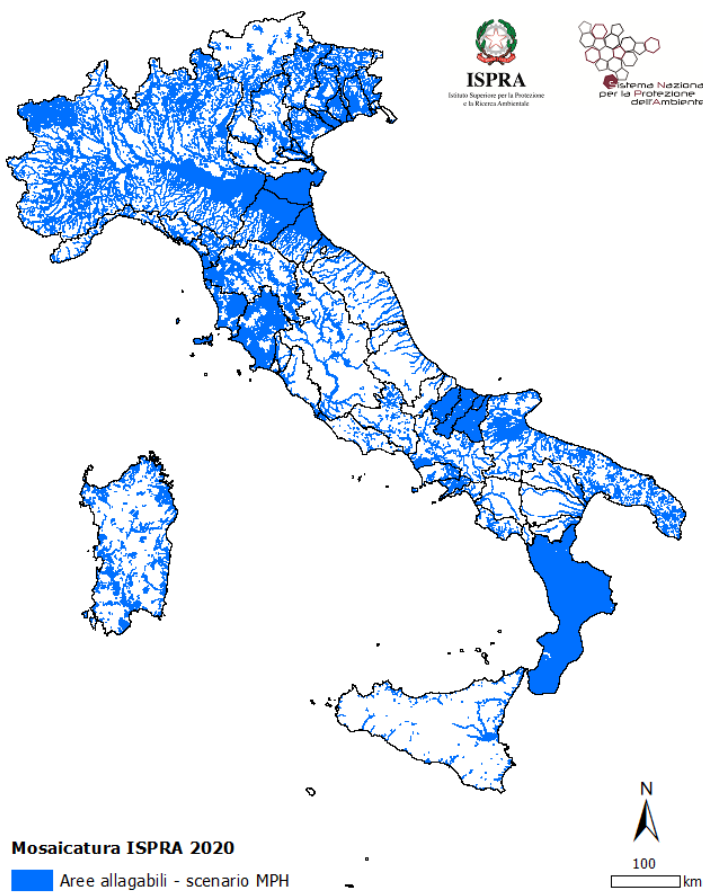 ISPRA
Istituto Superiore per la Protezione
e la Ricerca Ambientale
Sistema Naziona
per la Protezione
dell'Ambiente
N
100
km
Mosaicatura ISPRA 2020
Aree allagabili - scenario MPH